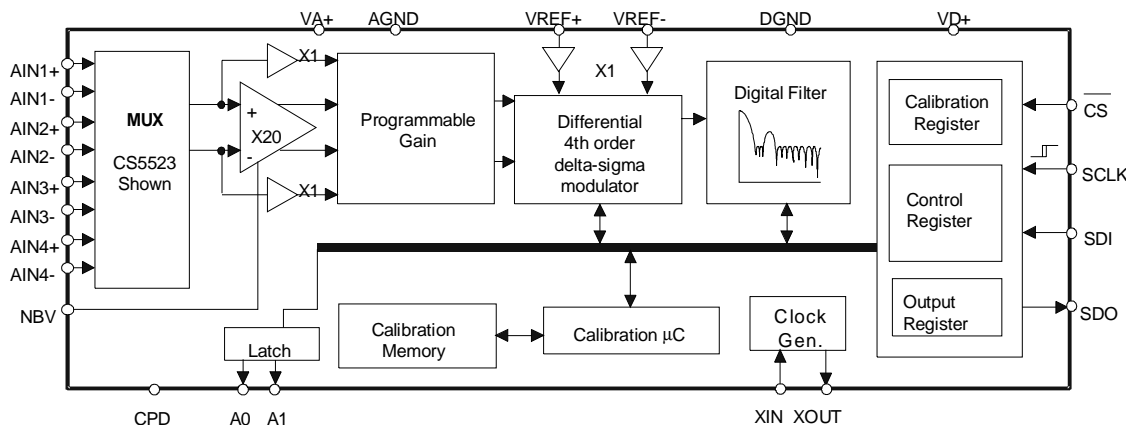 VA+ AGND VREF+ VREF- DGND VD+
AIN1+
AIN1-
AIN2+
AIN2-
AIN3+
AIN3-
AIN4+
AIN4-
NBV
MUX
CS5523
Shown
X1
+
X20
-
X1
Programmable
Gain
X1
Differential
4th order
delta-sigma
modulator
Digital Filter
Calibration
Register
Control
Register
Output
Register
CS
SCLK
SDI
SDO
Latch
Calibration
Memory
Calibration µC
Clock
Gen.
CPD A0 A1 XIN XOUT